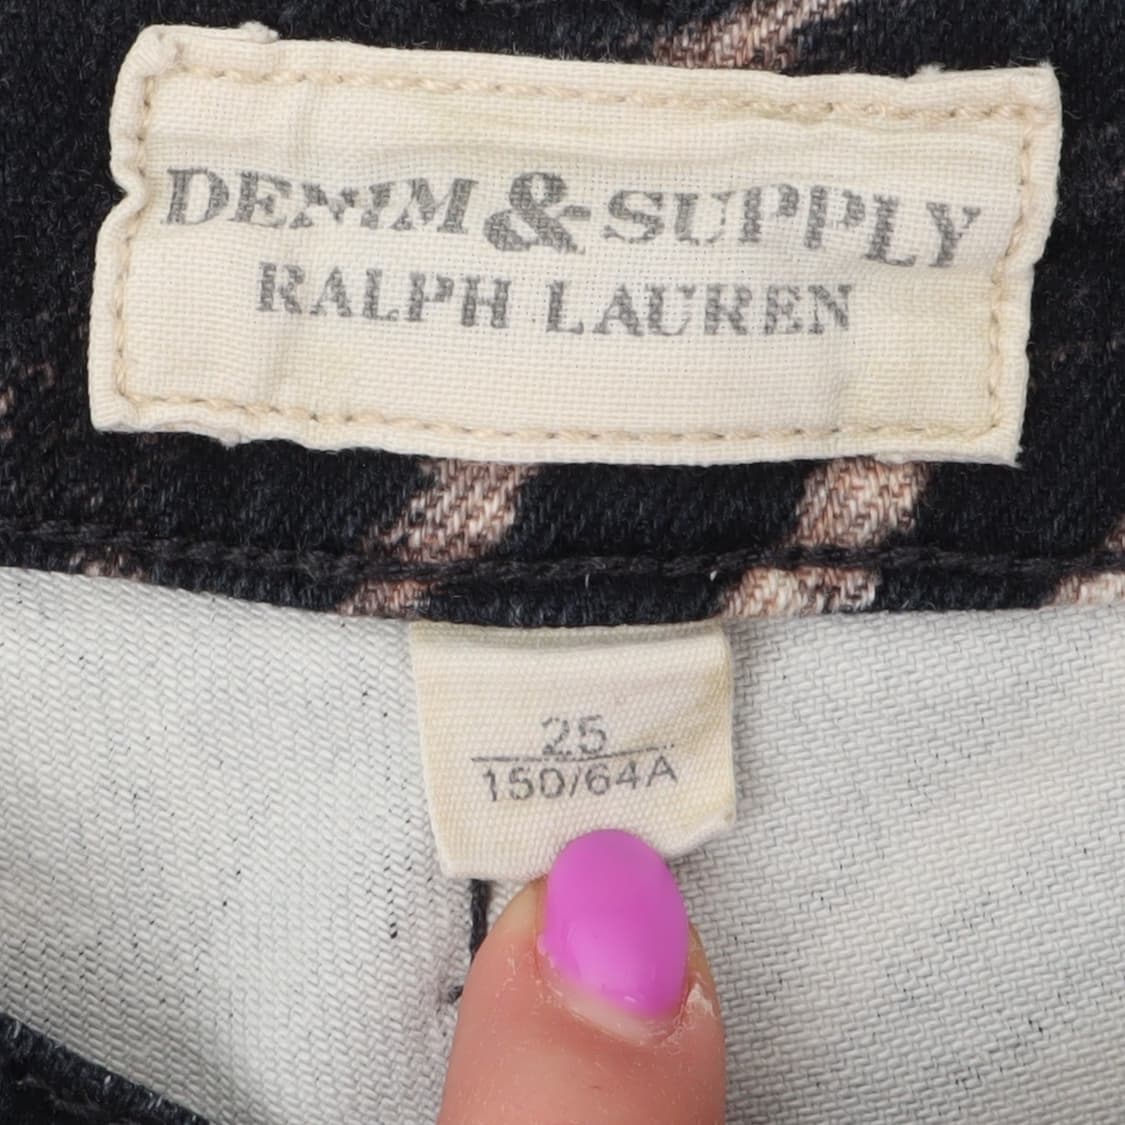 DENIM & SUPPLY
RALPH LAUREN
25
150/64A